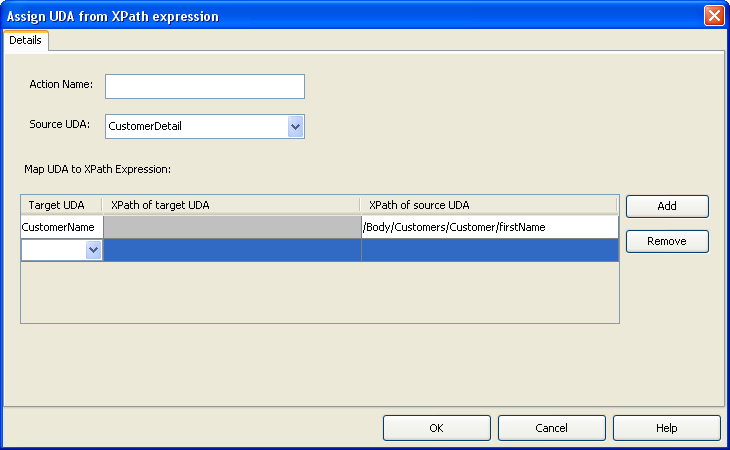 Assign UDA from XPath expression
Details
Action Name:
Source UDA: CustomerDetail
Map UDA to XPath Expression:
Target UDA XPath of target UDA XPath of source UDA
CustomerName /Body/Customers/Customer/firstName
Add
Remove
OK Cancel Help